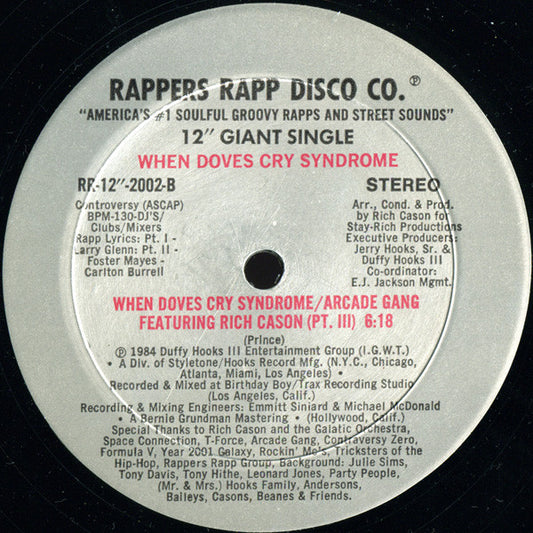 RAPPERS RAPP DISCO CO.℗
"AMERICA'S #1 SOULFUL GROOVY RAPPS AND STREET SOUNDS"
12" GIANT SINGLE
WHEN DOVES CRY SYNDROME
RR-12"-2002-B
STEREO
Controversy (ASCAP)
BPM-130-DJ'S/
Clubs/Mixers
Rapp Lyrics: Pt. I -
Larry Glenn: Pt. II -
Foster Mayes -
Carlton Burrell
Arr., Cond. & Prod.
by Rich Cason for
Stay-Rich Productions
Executive Producers:
Jerry Hooks, Sr. &
Duffy Hooks III
Co-ordinator:
E.J. Jackson Mgmt.
WHEN DOVES CRY SYNDROME/ARCADE GANG
FEATURING RICH CASON (PT. III) 6:18
(Prince)
℗ 1984 Duffy Hooks III Entertainment Group (I.G.W.T.)
• A Div. of Styletone/Hooks Record Mfg. (N.Y.C., Chicago,
Atlanta, Miami, Los Angeles) •
Recorded & Mixed at Birthday Boy/Trax Recording Studio
(Los Angeles, Calif.)
Recording & Mixing Engineers: Emmitt Siniard & Michael McDonald
• A Bernie Grundman Mastering • (Hollywood, Calif.)
Special Thanks to Rich Cason and the Galatic Orchestra,
Space Connection, T-Force, Arcade Gang, Contraversy Zero,
Formula V, Year 2001 Galaxy, Rockin' Mo's, Tricksters of the
Hip-Hop, Rappers Rapp Group, Background: Julie Sims,
Tony Davis, Tony Hithe, Leonard Jones, Party People,
(Mr. & Mrs.) Hooks Family, Andersons,
Baileys, Casons, Beanes & Friends.